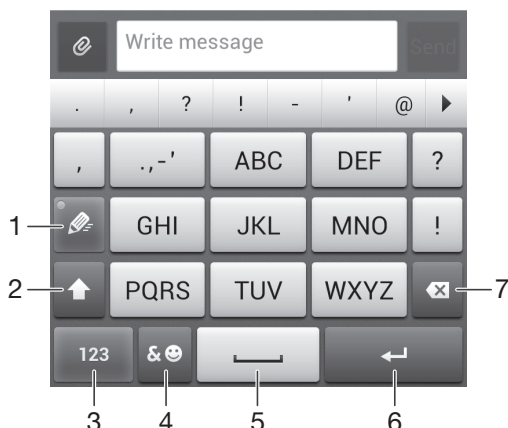 Write message Send
. , ? ! - ' @
, .,-' ABC DEF ?
1 GHI JKL MNO !
2 PQRS TUV WXYZ 7
123 &
3 4 5 6